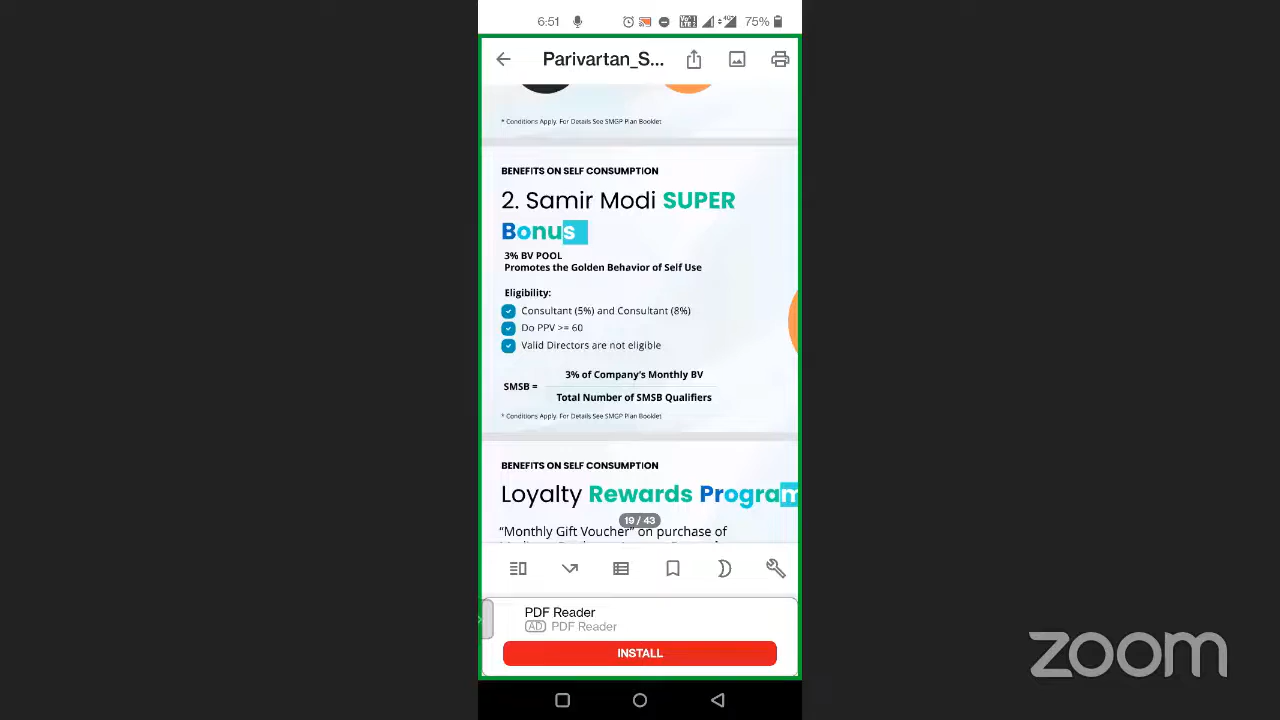 6:51
75%
Parivartan_S...
* Conditions Apply. For Details See SMGP Plan Booklet
BENEFITS ON SELF CONSUMPTION
2. Samir Modi SUPER
Bonus
3% BV POOL
Promotes the Golden Behavior of Self Use
Eligibility:
Consultant (5%) and Consultant (8%)
Do PPV >= 60
Valid Directors are not eligible
3% of Company's Monthly BV
SMSB =
Total Number of SMSB Qualifiers
* Conditions Apply. For Details See SMGP Plan Booklet
BENEFITS ON SELF CONSUMPTION
Loyalty Rewards Program
19 / 43
"Monthly Gift Voucher" on purchase of
PDF Reader
AD PDF Reader
INSTALL
zoom